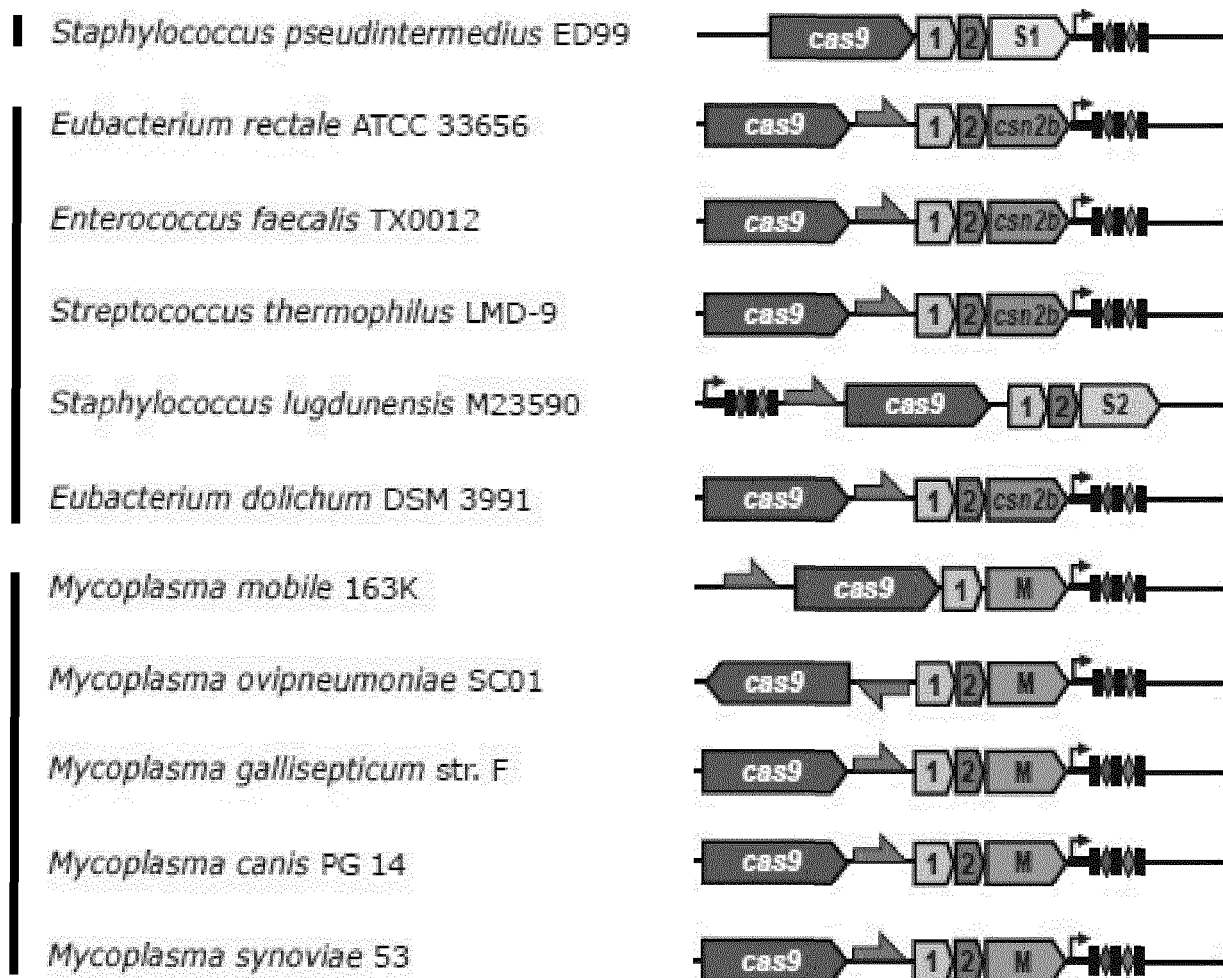 Staphylococcus pseudintermedius ED99 cas9 1 2 S1
Eubacterium rectale ATCC 33656 cas9 1 2 csn2b
Enterococcus faecalis TX0012 cas9 1 2 csn2b
Streptococcus thermophilus LMD-9 cas9 1 2 csn2b
Staphylococcus lugdunensis M23590 cas9 1 2 S2
Eubacterium dolichum DSM 3991 cas9 1 2 csn2b
Mycoplasma mobile 163K cas9 1 M
Mycoplasma ovipneumoniae SC01 cas9 1 2 M
Mycoplasma gallisepticum str. F cas9 1 2 M
Mycoplasma canis PG 14 cas9 1 2 M
Mycoplasma synoviae 53 cas9 1 2 M